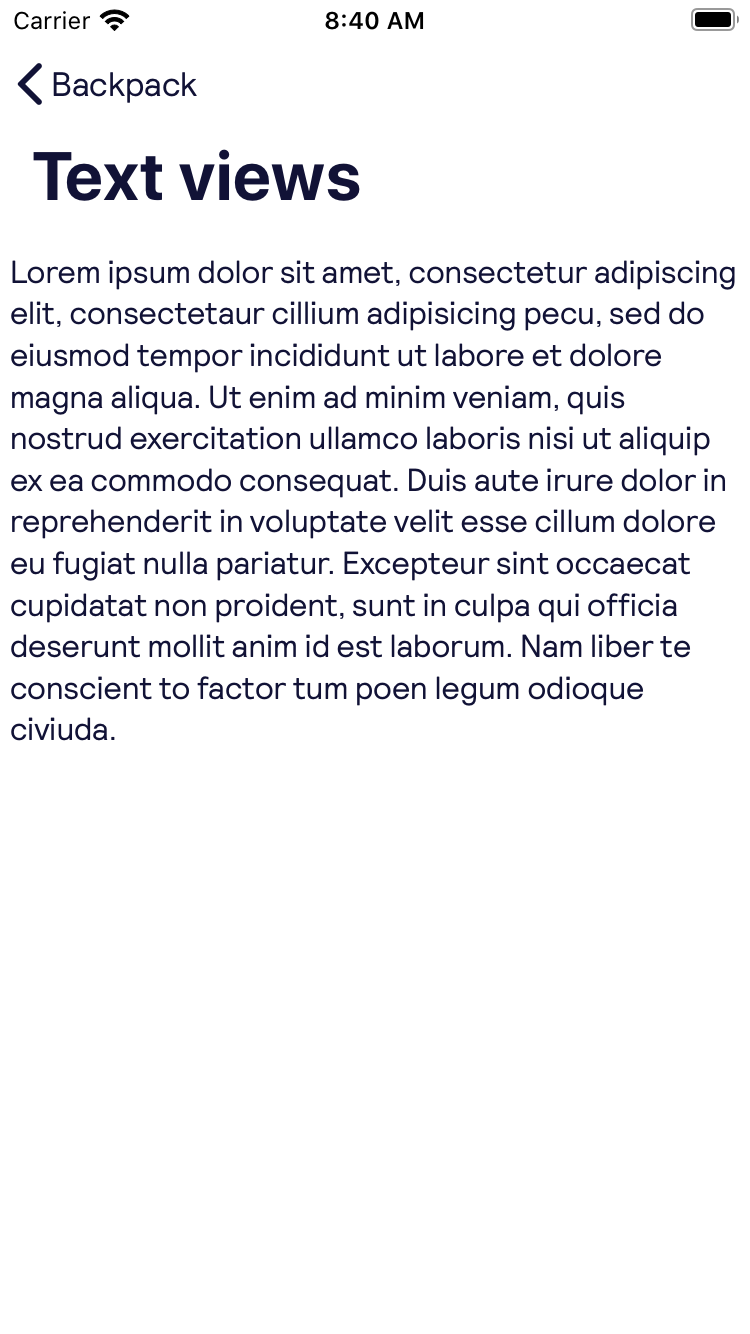 Carrier 8:40 AM
Backpack
Text views
Lorem ipsum dolor sit amet, consectetur adipiscing
elit, consectetaur cillium adipisicing pecu, sed do
eiusmod tempor incididunt ut labore et dolore
magna aliqua. Ut enim ad minim veniam, quis
nostrud exercitation ullamco laboris nisi ut aliquip
ex ea commodo consequat. Duis aute irure dolor in
reprehenderit in voluptate velit esse cillum dolore
eu fugiat nulla pariatur. Excepteur sint occaecat
cupidatat non proident, sunt in culpa qui officia
deserunt mollit anim id est laborum. Nam liber te
conscient to factor tum poen legum odioque
civiuda.